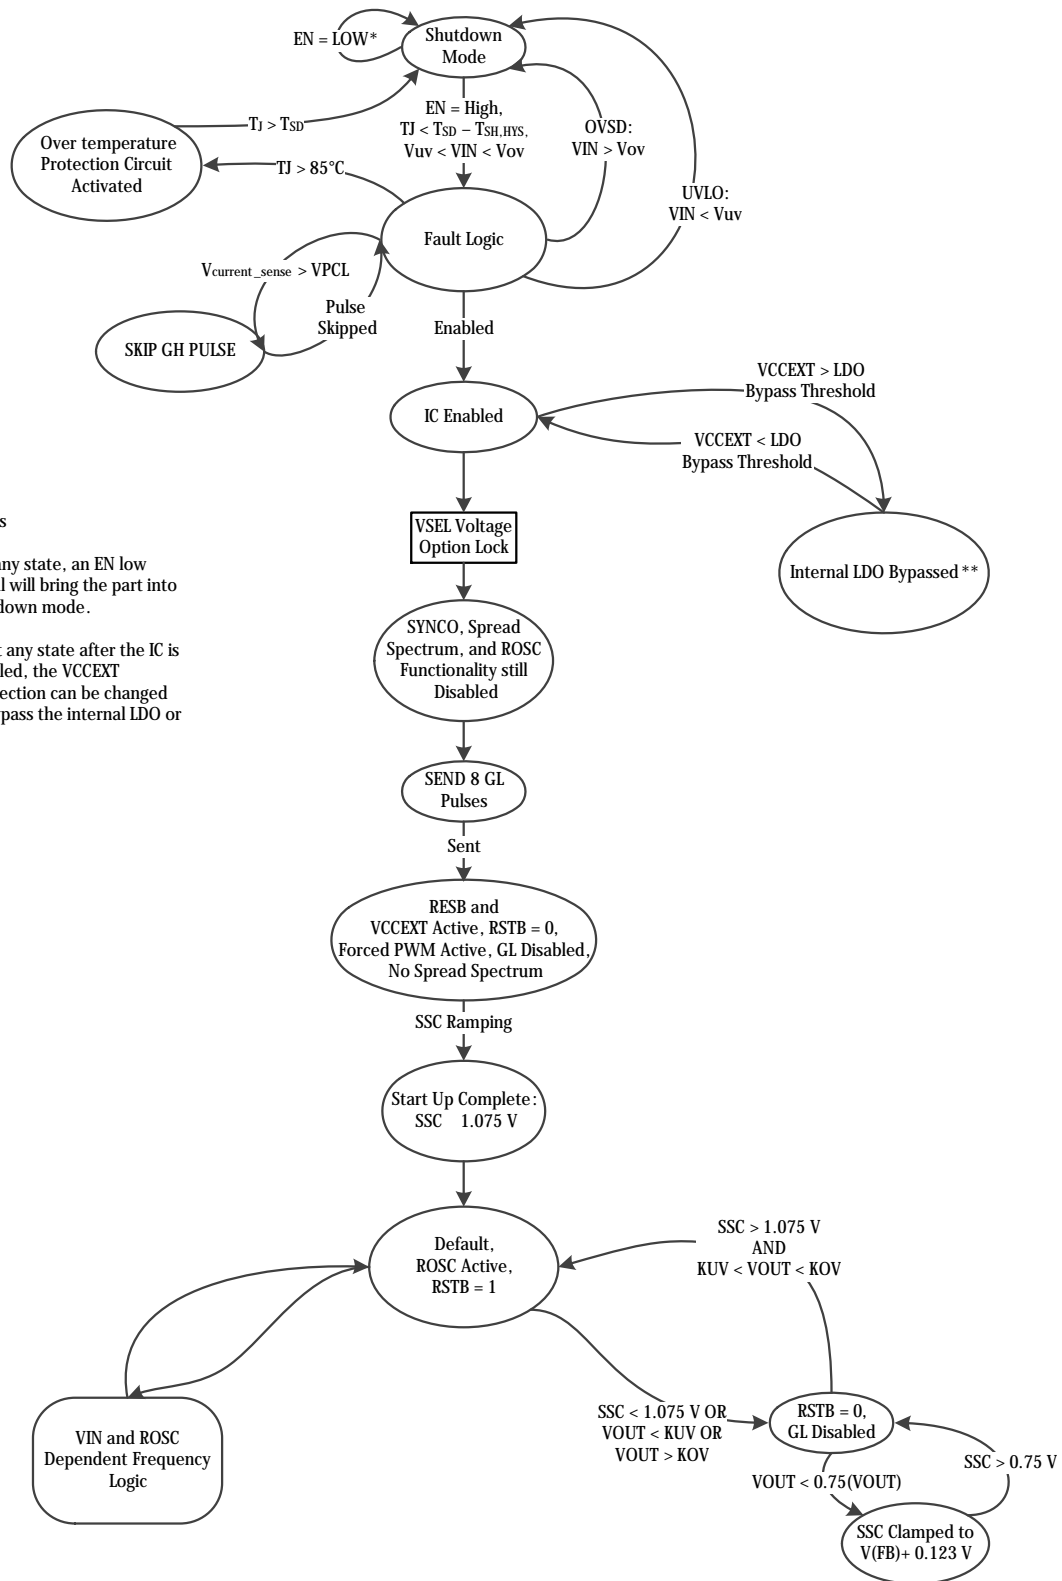 EN = LOW*
Shutdown
Mode
EN = High,
TJ < TSD – TSH,HYS,
Vuv < VIN < Vov
OVSD:
VIN > Vov
UVLO:
VIN < Vuv
TJ > TSD
Over temperature
Protection Circuit
Activated
TJ > 85°C
Fault Logic
Vcurrent_sense > VPCL
Pulse
Skipped
SKIP GH PULSE
Enabled
IC Enabled
VCCEXT > LDO
Bypass Threshold
VCCEXT < LDO
Bypass Threshold
Internal LDO Bypassed**
VSEL Voltage
Option Lock
s
any state, an EN low
l will bring the part into
down mode.
t any state after the IC is
led, the VCCEXT
ection can be changed
ypass the internal LDO or
SYNCO, Spread
Spectrum, and ROSC
Functionality still
Disabled
SEND 8 GL
Pulses
Sent
RESB and
VCCEXT Active, RSTB = 0,
Forced PWM Active, GL Disabled,
No Spread Spectrum
SSC Ramping
Start Up Complete:
SSC 1.075 V
Default,
ROSC Active,
RSTB = 1
SSC > 1.075 V
AND
KUV < VOUT < KOV
VIN and ROSC
Dependent Frequency
Logic
SSC < 1.075 V OR
VOUT < KUV OR
VOUT > KOV
RSTB = 0,
GL Disabled
VOUT < 0.75(VOUT)
SSC > 0.75 V
SSC Clamped to
V(FB)+ 0.123 V